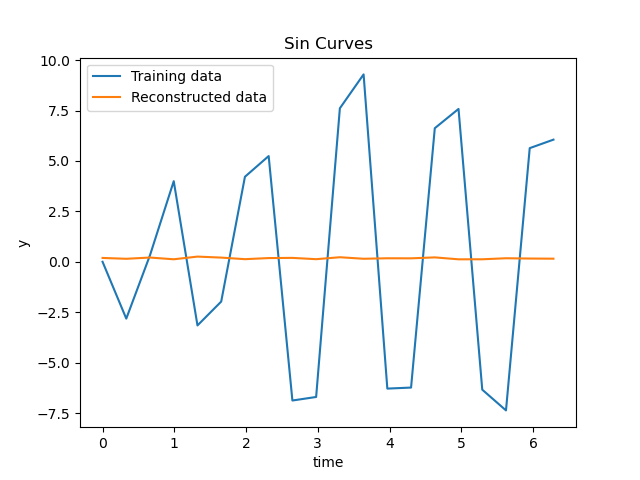 Sin Curves
Training data
Reconstructed data
y
10.0
7.5
5.0
2.5
0.0
−2.5
−5.0
−7.5
0 1 2 3 4 5 6
time